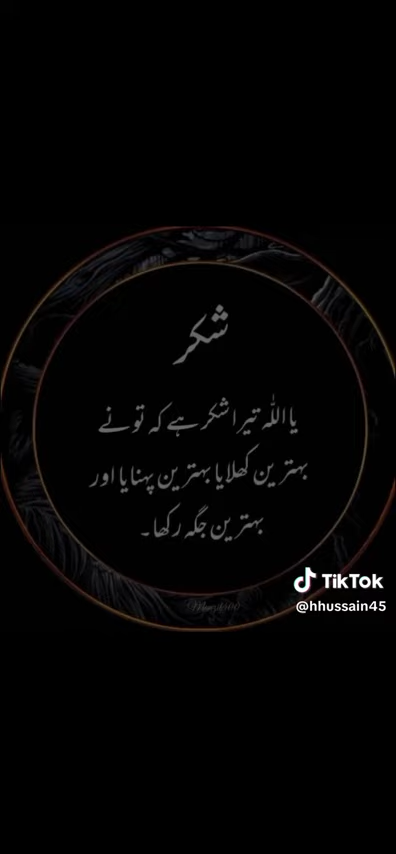 شکر
یا اللہ تیرا شکر ہے کہ تو نے
بہترین کھلایا بہترین پہنایا اور
بہترین جگہ رکھا۔
TikTok
@hhussain45